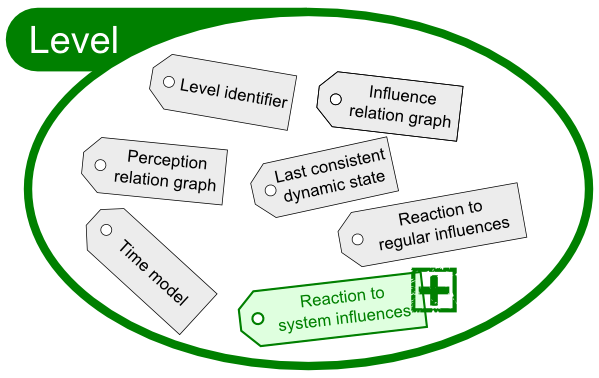 Level
Level identifier
Influence
relation graph
Perception
relation graph
Last consistent
dynamic state
Reaction to
regular influences
Time model
Reaction to
system influences